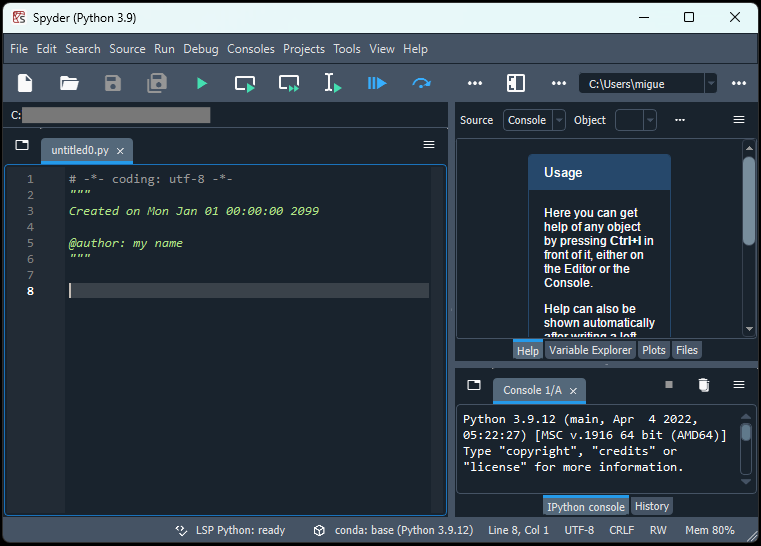 Spyder (Python 3.9)
File Edit Search Source Run Debug Consoles Projects Tools View Help
C:\Users\migue
C:
Source Console Object
untitled0.py
1 # -*- coding: utf-8 -*-
2 """
3 Created on Mon Jan 01 00:00:00 2099
4
5 @author: my name
6 """
7
8
Usage
Here you can get
help of any object
by pressing Ctrl+I in
front of it, either on
the Editor or the
Console.
Help can also be
shown automatically
after writing a left
Help Variable Explorer Plots Files
Console 1/A
Python 3.9.12 (main, Apr  4 2022,
05:22:27) [MSC v.1916 64 bit (AMD64)]
Type "copyright", "credits" or
"license" for more information.
IPython console History
LSP Python: ready conda: base (Python 3.9.12) Line 8, Col 1 UTF-8 CRLF RW Mem 80%